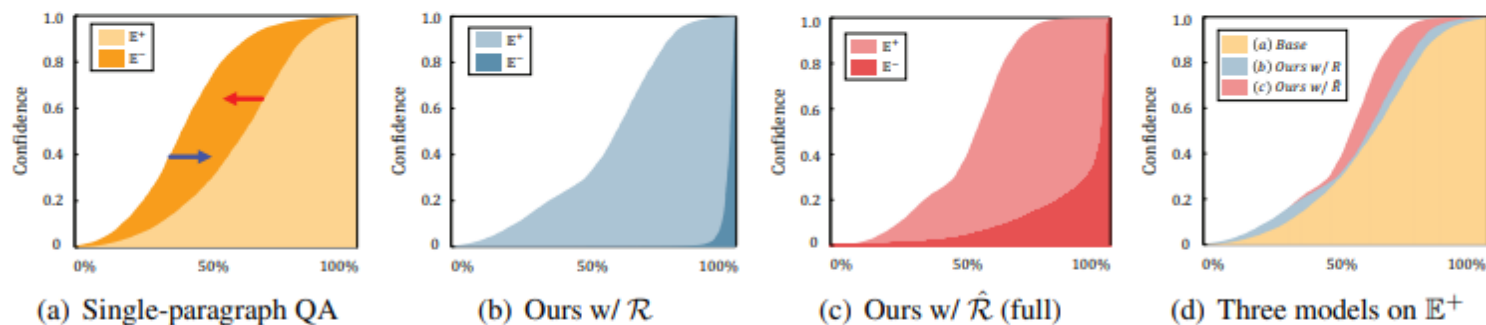 Confidence
1.0
0.8
0.6
0.4
0.2
0
𝔼⁺
𝔼⁻
0%
50%
100%
(a) Single-paragraph QA
Confidence
1.0
0.8
0.6
0.4
0.2
0
𝔼⁺
𝔼⁻
0%
50%
100%
(b) Ours w/ ℛ
Confidence
1.0
0.8
0.6
0.4
0.2
0
𝔼⁺
𝔼⁻
0%
50%
100%
(c) Ours w/ ℛ̂ (full)
Confidence
1.0
0.8
0.6
0.4
0.2
0
(a) Base
(b) Ours w/ R
(c) Ours w/ R̂
0%
50%
100%
(d) Three models on 𝔼⁺